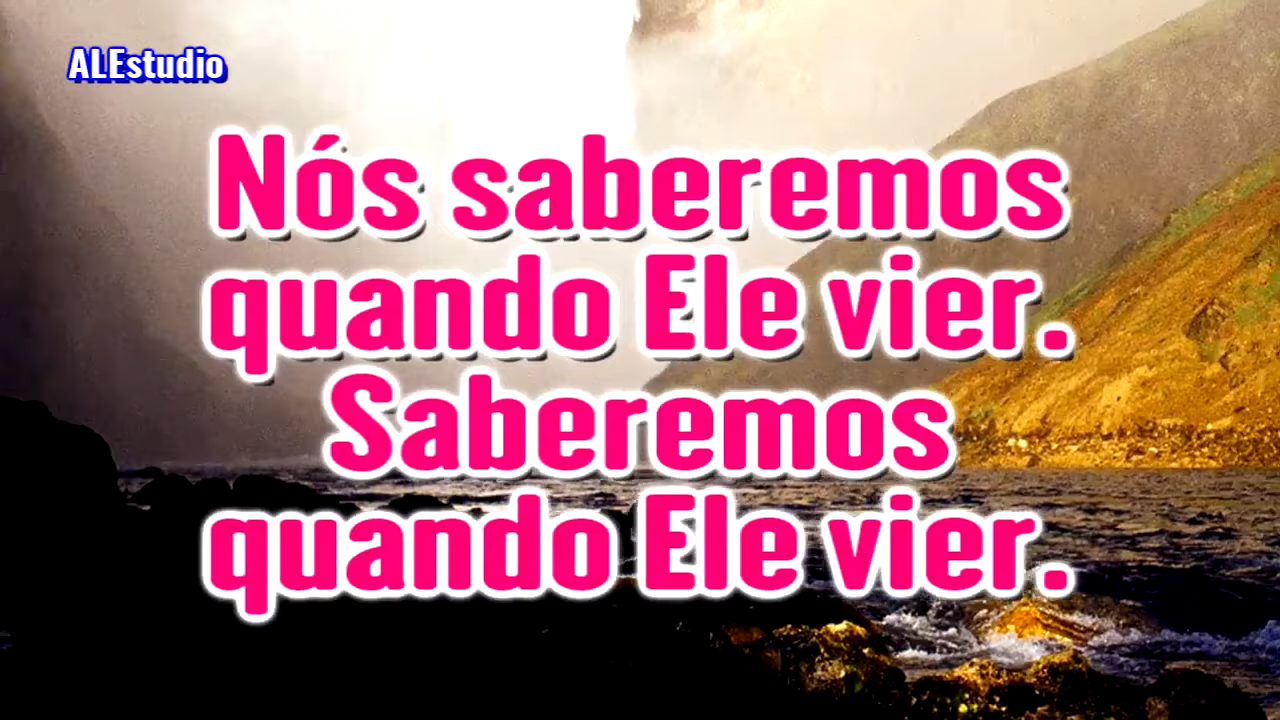 ALEstudio
Nós saberemos
quando Ele vier.
Saberemos
quando Ele vier.